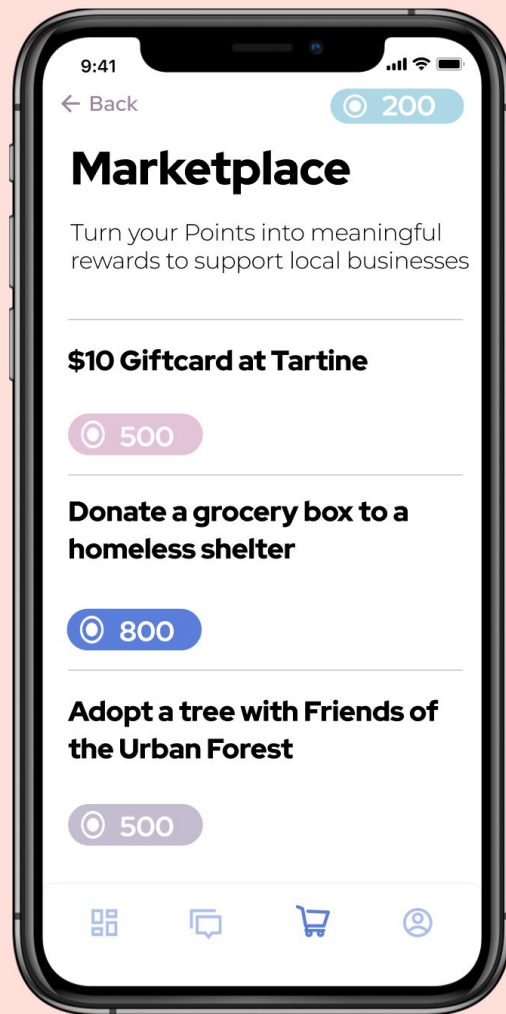 9:41
← Back
200
Marketplace
Turn your Points into meaningful
rewards to support local businesses
$10 Giftcard at Tartine
500
Donate a grocery box to a
homeless shelter
800
Adopt a tree with Friends of
the Urban Forest
500